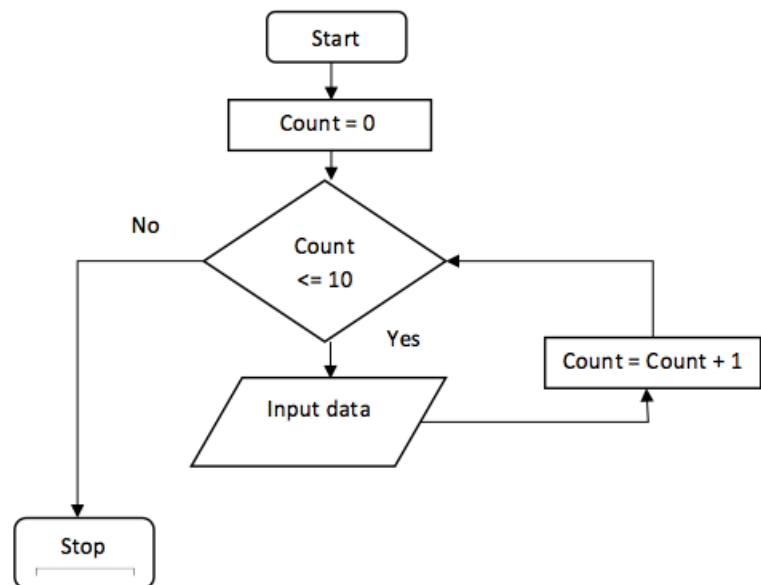 Start
Count = 0
No
Count
<= 10
Yes
Count = Count + 1
Input data
Stop